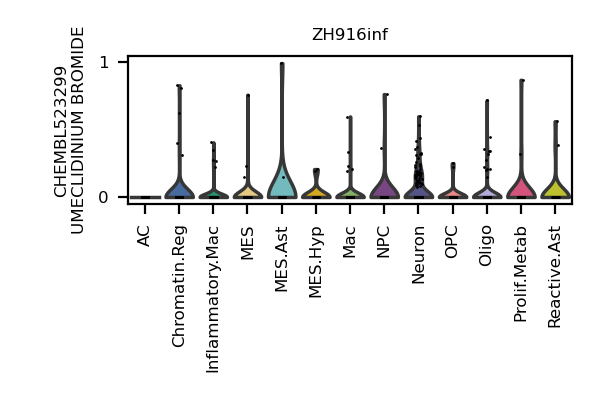 ZH916inf
CHEMBL523299
UMECLIDINIUM BROMIDE
1
0
AC
Chromatin.Reg
Inflammatory.Mac
MES
MES.Ast
MES.Hyp
Mac
NPC
Neuron
OPC
Oligo
Prolif.Metab
Reactive.Ast